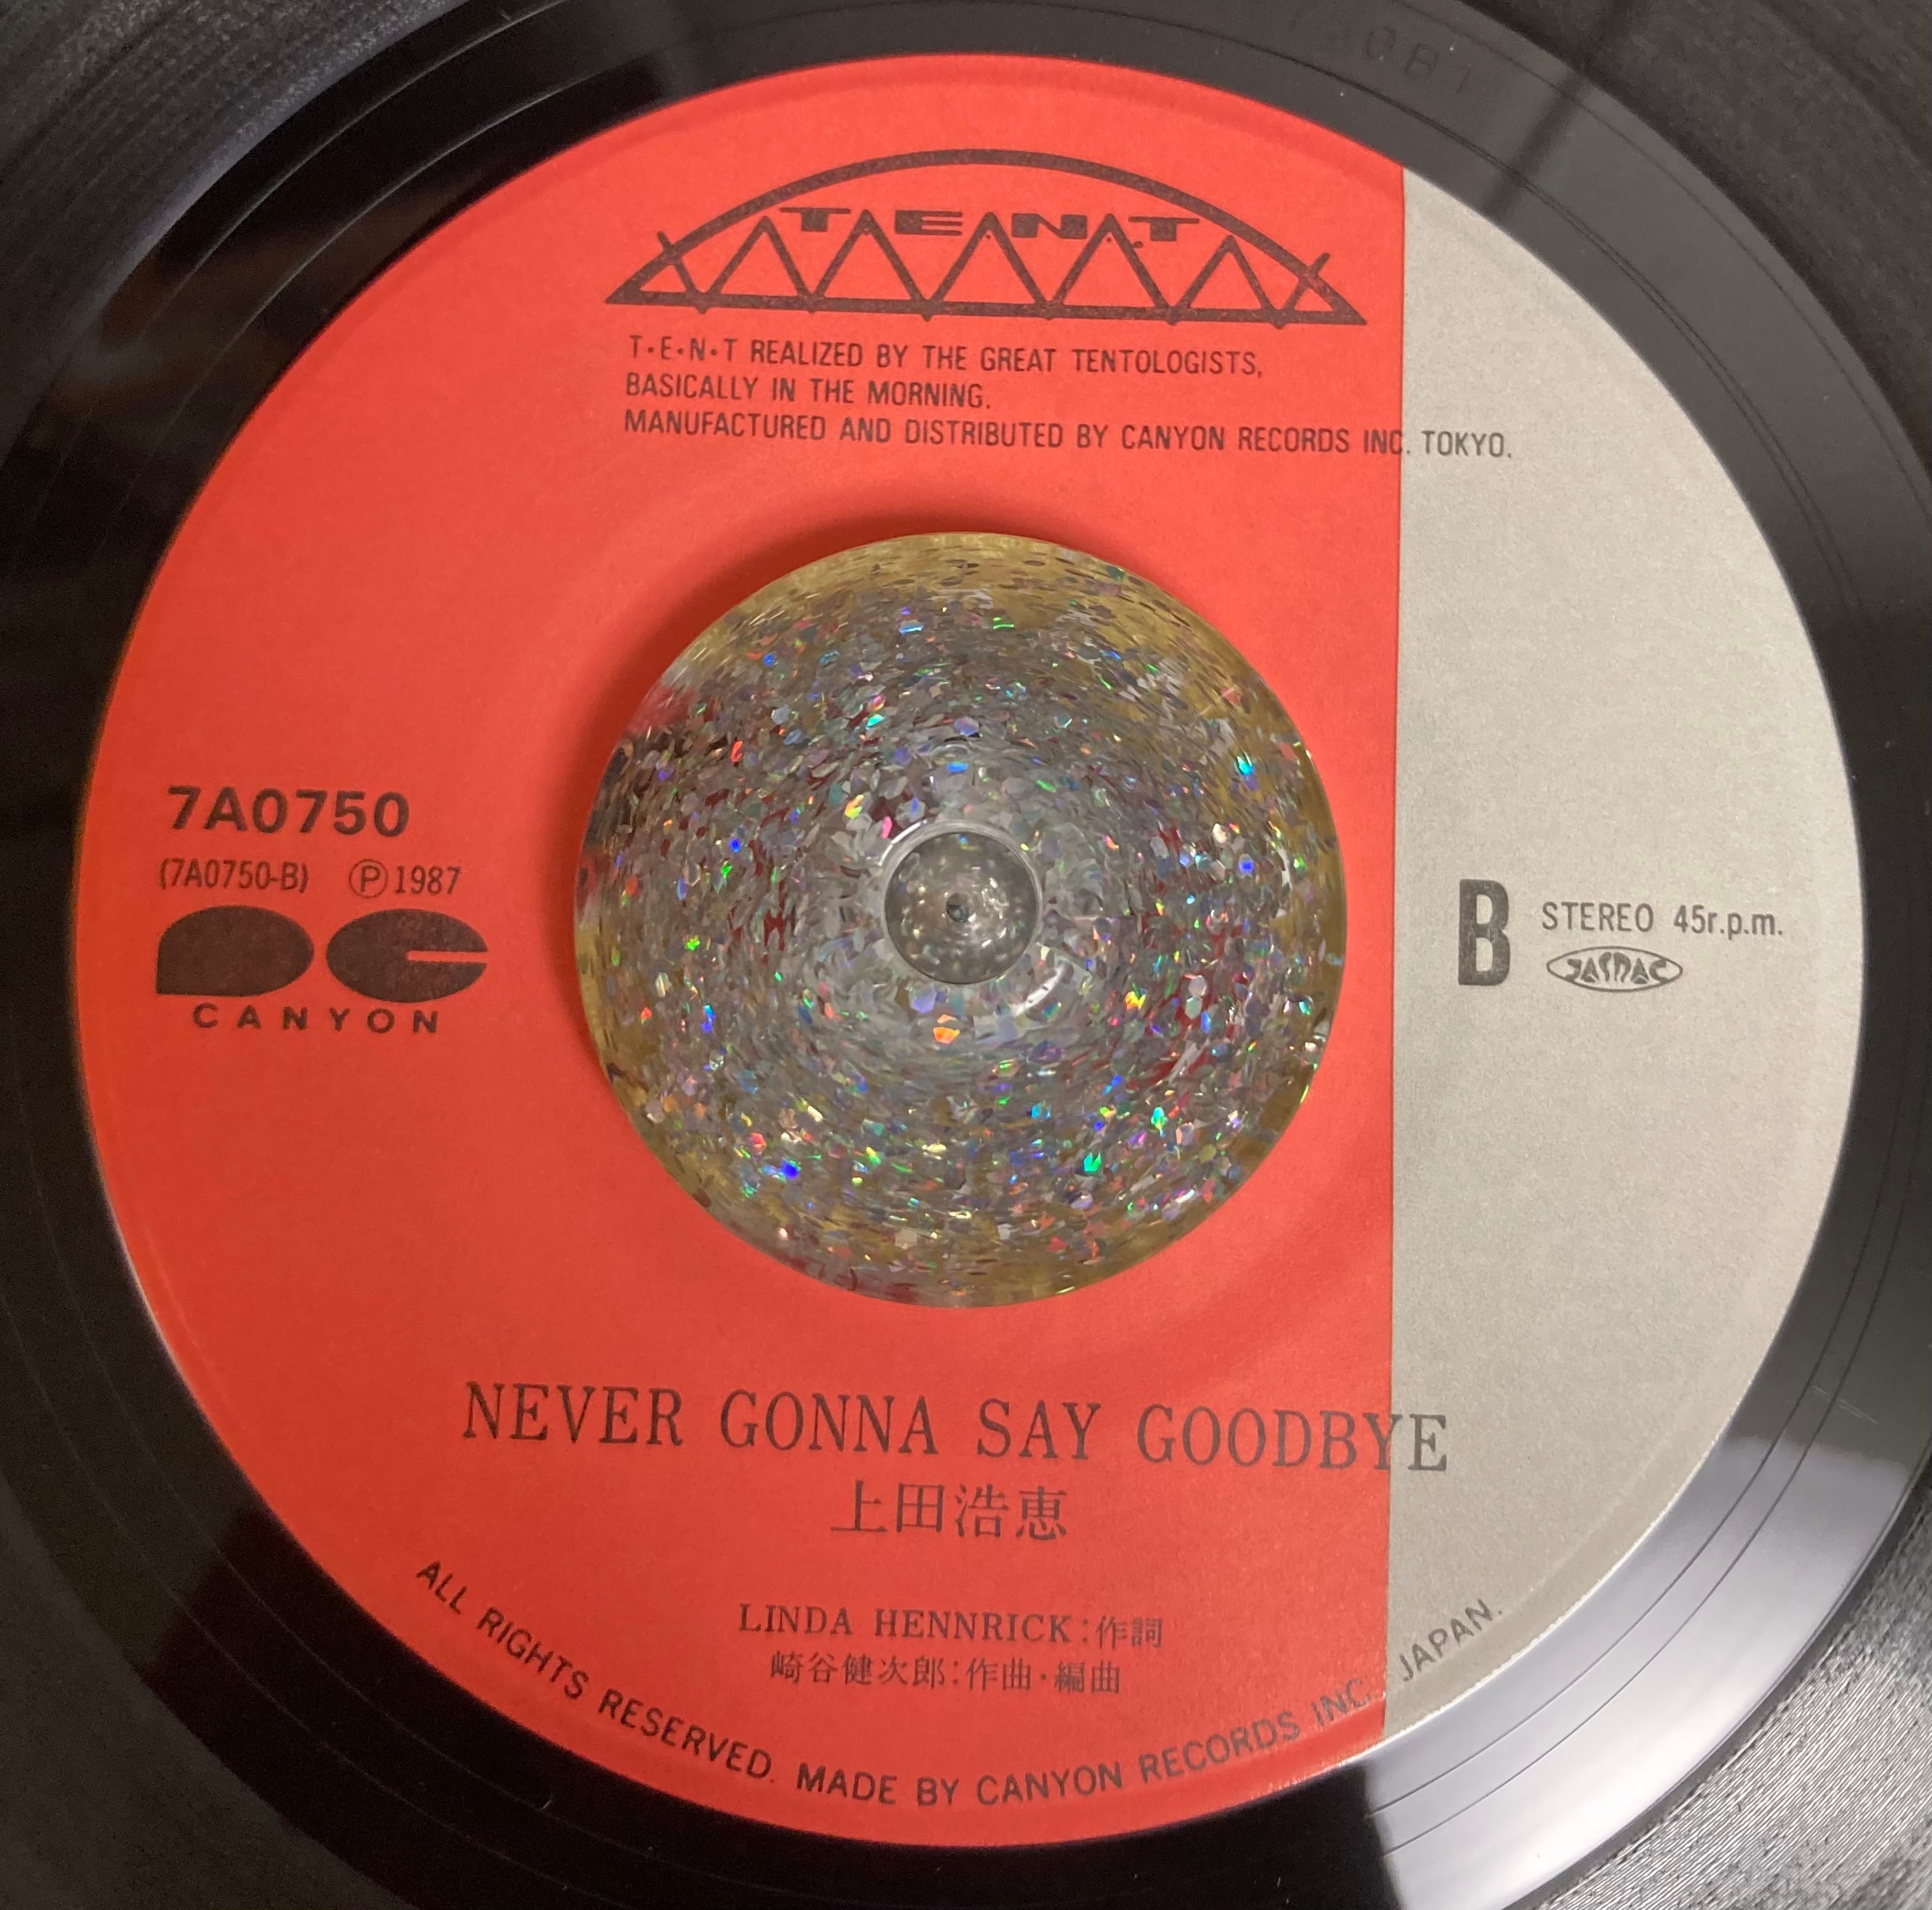 T.E.N.T
T・E・N・T REALIZED BY THE GREAT TENTOLOGISTS,
BASICALLY IN THE MORNING.
MANUFACTURED AND DISTRIBUTED BY CANYON RECORDS INC. TOKYO.
7A0750
(7A0750-B) Ⓟ1987
CANYON
B STEREO 45r.p.m.
JASRAC
NEVER GONNA SAY GOODBYE
上田浩恵
LINDA HENNRICK:作詞
崎谷健次郎:作曲・編曲
ALL RIGHTS RESERVED. MADE BY CANYON RECORDS INC. JAPAN.